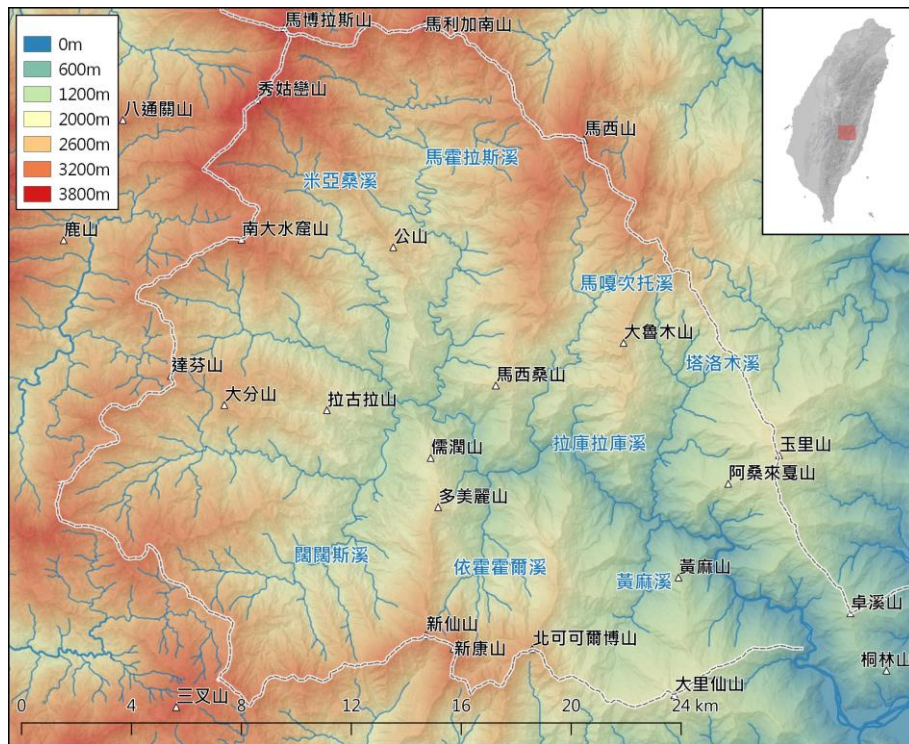 0m
600m
1200m
2000m
2600m
3200m
3800m
馬博拉斯山
馬利加南山
秀姑巒山
八通關山
馬西山
馬霍拉斯溪
米亞桑溪
鹿山
南大水窟山
公山
馬嘎次托溪
大魯木山
達芬山
塔洛木溪
馬西桑山
大分山
拉古拉山
拉庫拉庫溪
儒潤山
玉里山
阿桑來戛山
多美麗山
闊闊斯溪
依霍霍爾溪
黃麻溪
黃麻山
卓溪山
新仙山
新康山
北可可爾博山
桐林山
三叉山
大里仙山
0 4 8 12 16 20 24 km